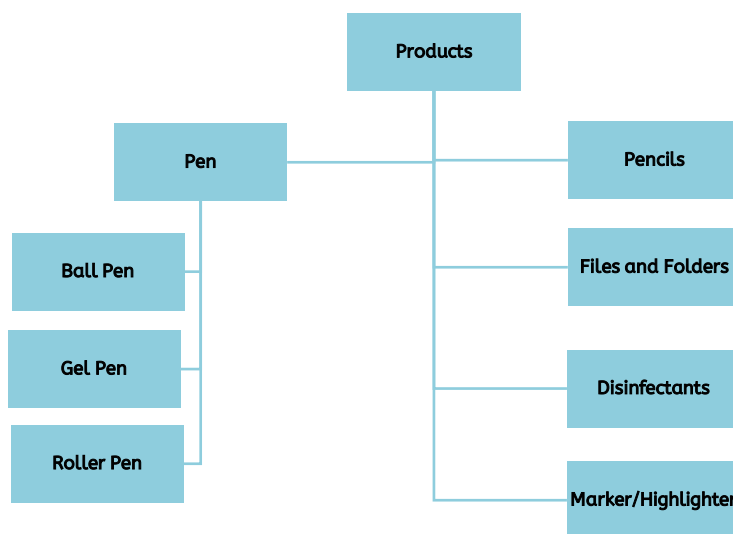 Products
Pen
Pencils
Ball Pen
Files and Folders
Gel Pen
Disinfectants
Roller Pen
Marker/Highlighter